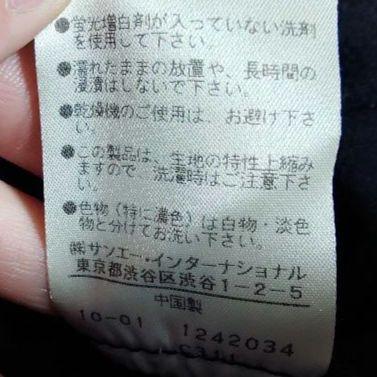 ●蛍光増白剤が入っていない洗剤
を使用して下さい。
●濡れたままの放置や、長時間の
浸漬はしないで下さい。
●乾燥機のご使用は、お避け下さ
い。
●この製品は、生地の特性上縮み
ますので、洗濯時はご注意下さ
い。
●色物(特に濃色)は白物・淡色
物と分けてお洗い下さい。
㈱サンエー・インターナショナル
東京都渋谷区渋谷1-2-5
中国製
10-01 1242034
C311